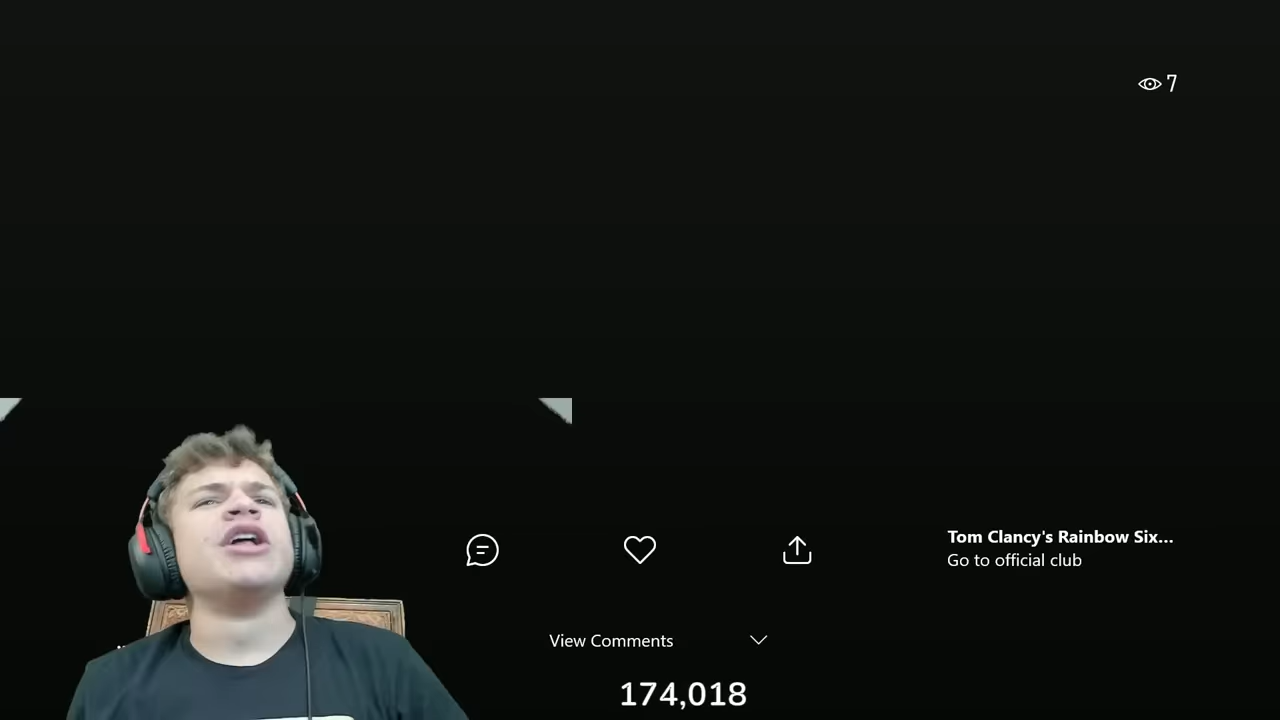 7
Tom Clancy's Rainbow Six...
Go to official club
View Comments
174,018